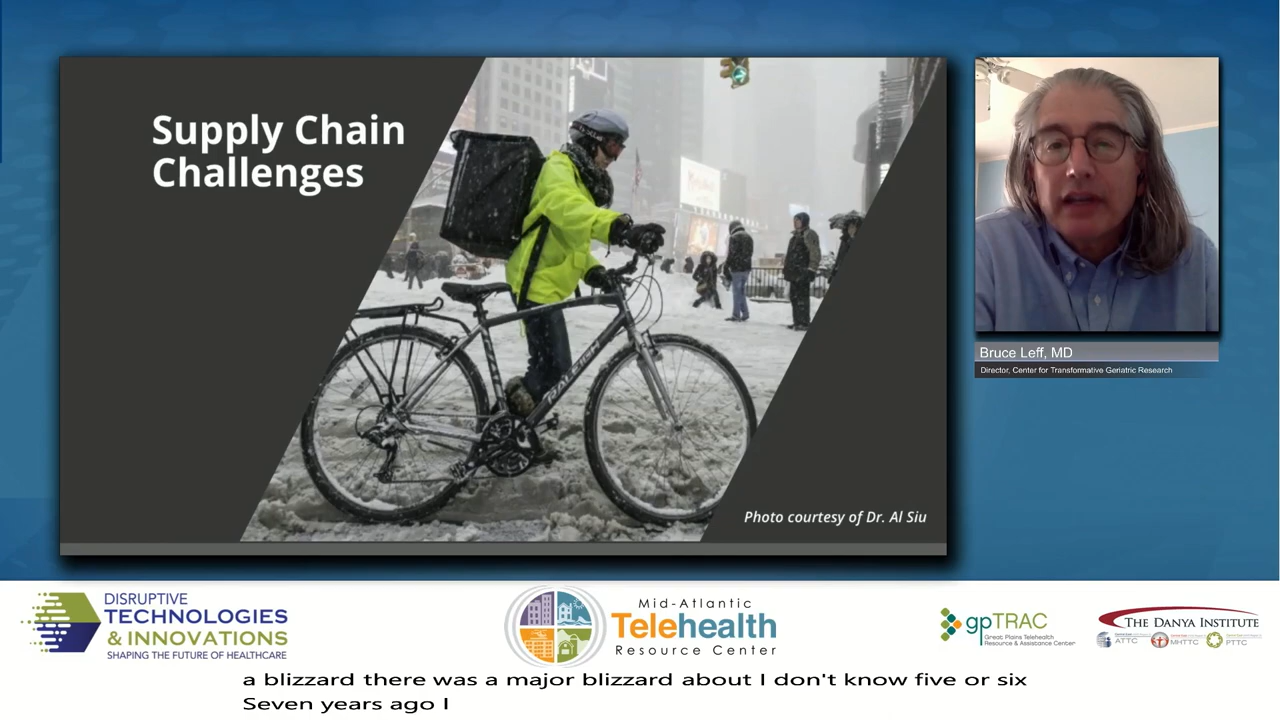 Supply Chain
Challenges
RALEIGH
Photo courtesy of Dr. Al Siu
Bruce Leff, MD
Director, Center for Transformative Geriatric Research
DISRUPTIVE
TECHNOLOGIES
& INNOVATIONS
SHAPING THE FUTURE OF HEALTHCARE
Mid-Atlantic
Telehealth
Resource Center
gpTRAC
Great Plains Telehealth
Resource & Assistance Center
THE DANYA INSTITUTE
ATTC
MHTTC
PTTC
a blizzard there was a major blizzard about I don't know five or six
Seven years ago I